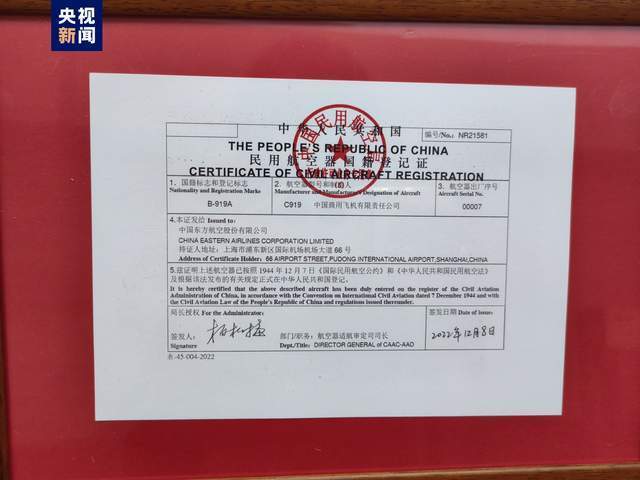 央视
新闻
中华人民共和国
编号/No.: NR21581
THE PEOPLE'S REPUBLIC OF CHINA
民用航空器国籍登记证
CERTIFICATE OF CIVIL AIRCRAFT REGISTRATION
1. 国籍标志和登记标志
Nationality and Registration Marks
B-919A
2. 航空器型号和制造人
Manufacturer and Manufacturer's Designation of Aircraft
C919 中国商用飞机有限责任公司
3. 航空器出厂序号
Aircraft Serial No.
00007
4.本证发给 Issued to:
中国东方航空股份有限公司
CHINA EASTERN AIRLINES CORPORATION LIMITED
持证人地址: 上海市浦东新区国际机场机场大道 66 号
Address of Certificate Holder: 66 AIRPORT STREET,PUDONG INTERNATIONAL AIRPORT,SHANGHAI,CHINA
5.兹证明上述航空器已按照 1944 年 12 月 7 日《国际民用航空公约》和《中华人民共和国民用航空法》及
根据该法发布的有关规定正式在中华人民共和国登记。
It is hereby certified that the above described aircraft has been duly entered on the register of the Civil Aviation
Administration of China, in accordance with the Convention on International Civil Aviation dated 7 December 1944 and with
the Civil Aviation Law of the People's Republic of China and regulations issued thereunder.
局长授权 For the Administrator:
签发人:
Signature
部门/职务: 航空器适航审定司司长
Dept./Title: DIRECTOR GENERAL of CAAC-AAD
签发日期 Date of Issue
2022年12月8日
表-45-004-2022